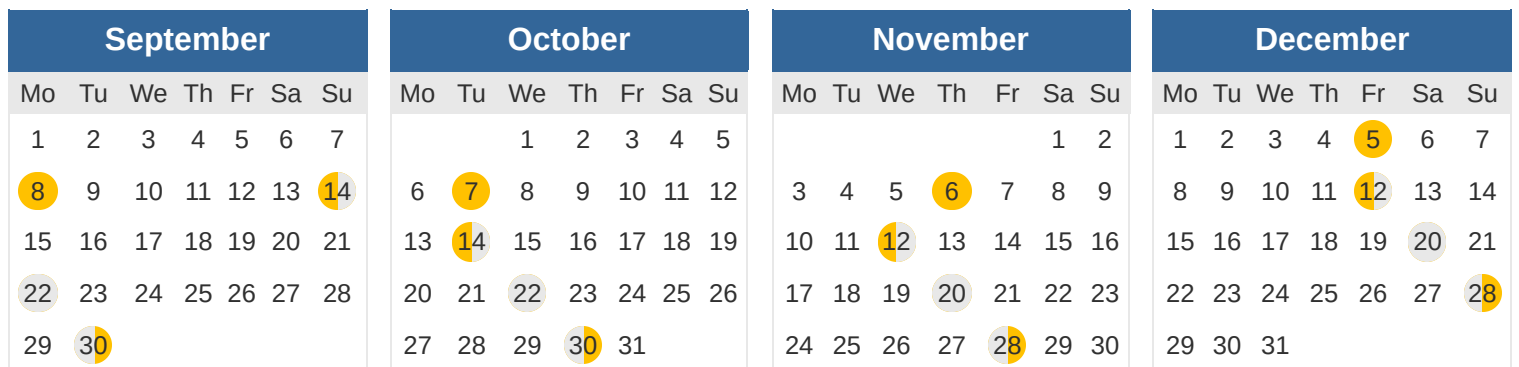 September
Mo Tu We Th Fr Sa Su
1 2 3 4 5 6 7
8 9 10 11 12 13 14
15 16 17 18 19 20 21
22 23 24 25 26 27 28
29 30
October
Mo Tu We Th Fr Sa Su
1 2 3 4 5
6 7 8 9 10 11 12
13 14 15 16 17 18 19
20 21 22 23 24 25 26
27 28 29 30 31
November
Mo Tu We Th Fr Sa Su
1 2
3 4 5 6 7 8 9
10 11 12 13 14 15 16
17 18 19 20 21 22 23
24 25 26 27 28 29 30
December
Mo Tu We Th Fr Sa Su
1 2 3 4 5 6 7
8 9 10 11 12 13 14
15 16 17 18 19 20 21
22 23 24 25 26 27 28
29 30 31